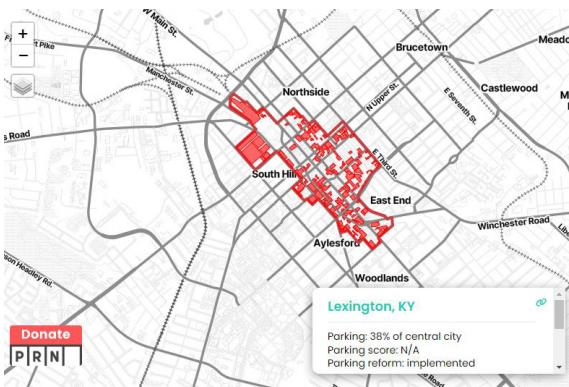 +
−
W Main St.
Frankfort Pike
Manchester St.
s Road
Northside
N Upper St.
Brucetown
Meado
Castlewood
E Seventh St.
South Hill
E Third St.
East End
Winchester Road
Aylesford
Woodlands
son Headley Rd.
Donate
PRN
Lexington, KY
Parking: 38% of central city
Parking score: N/A
Parking reform: implemented